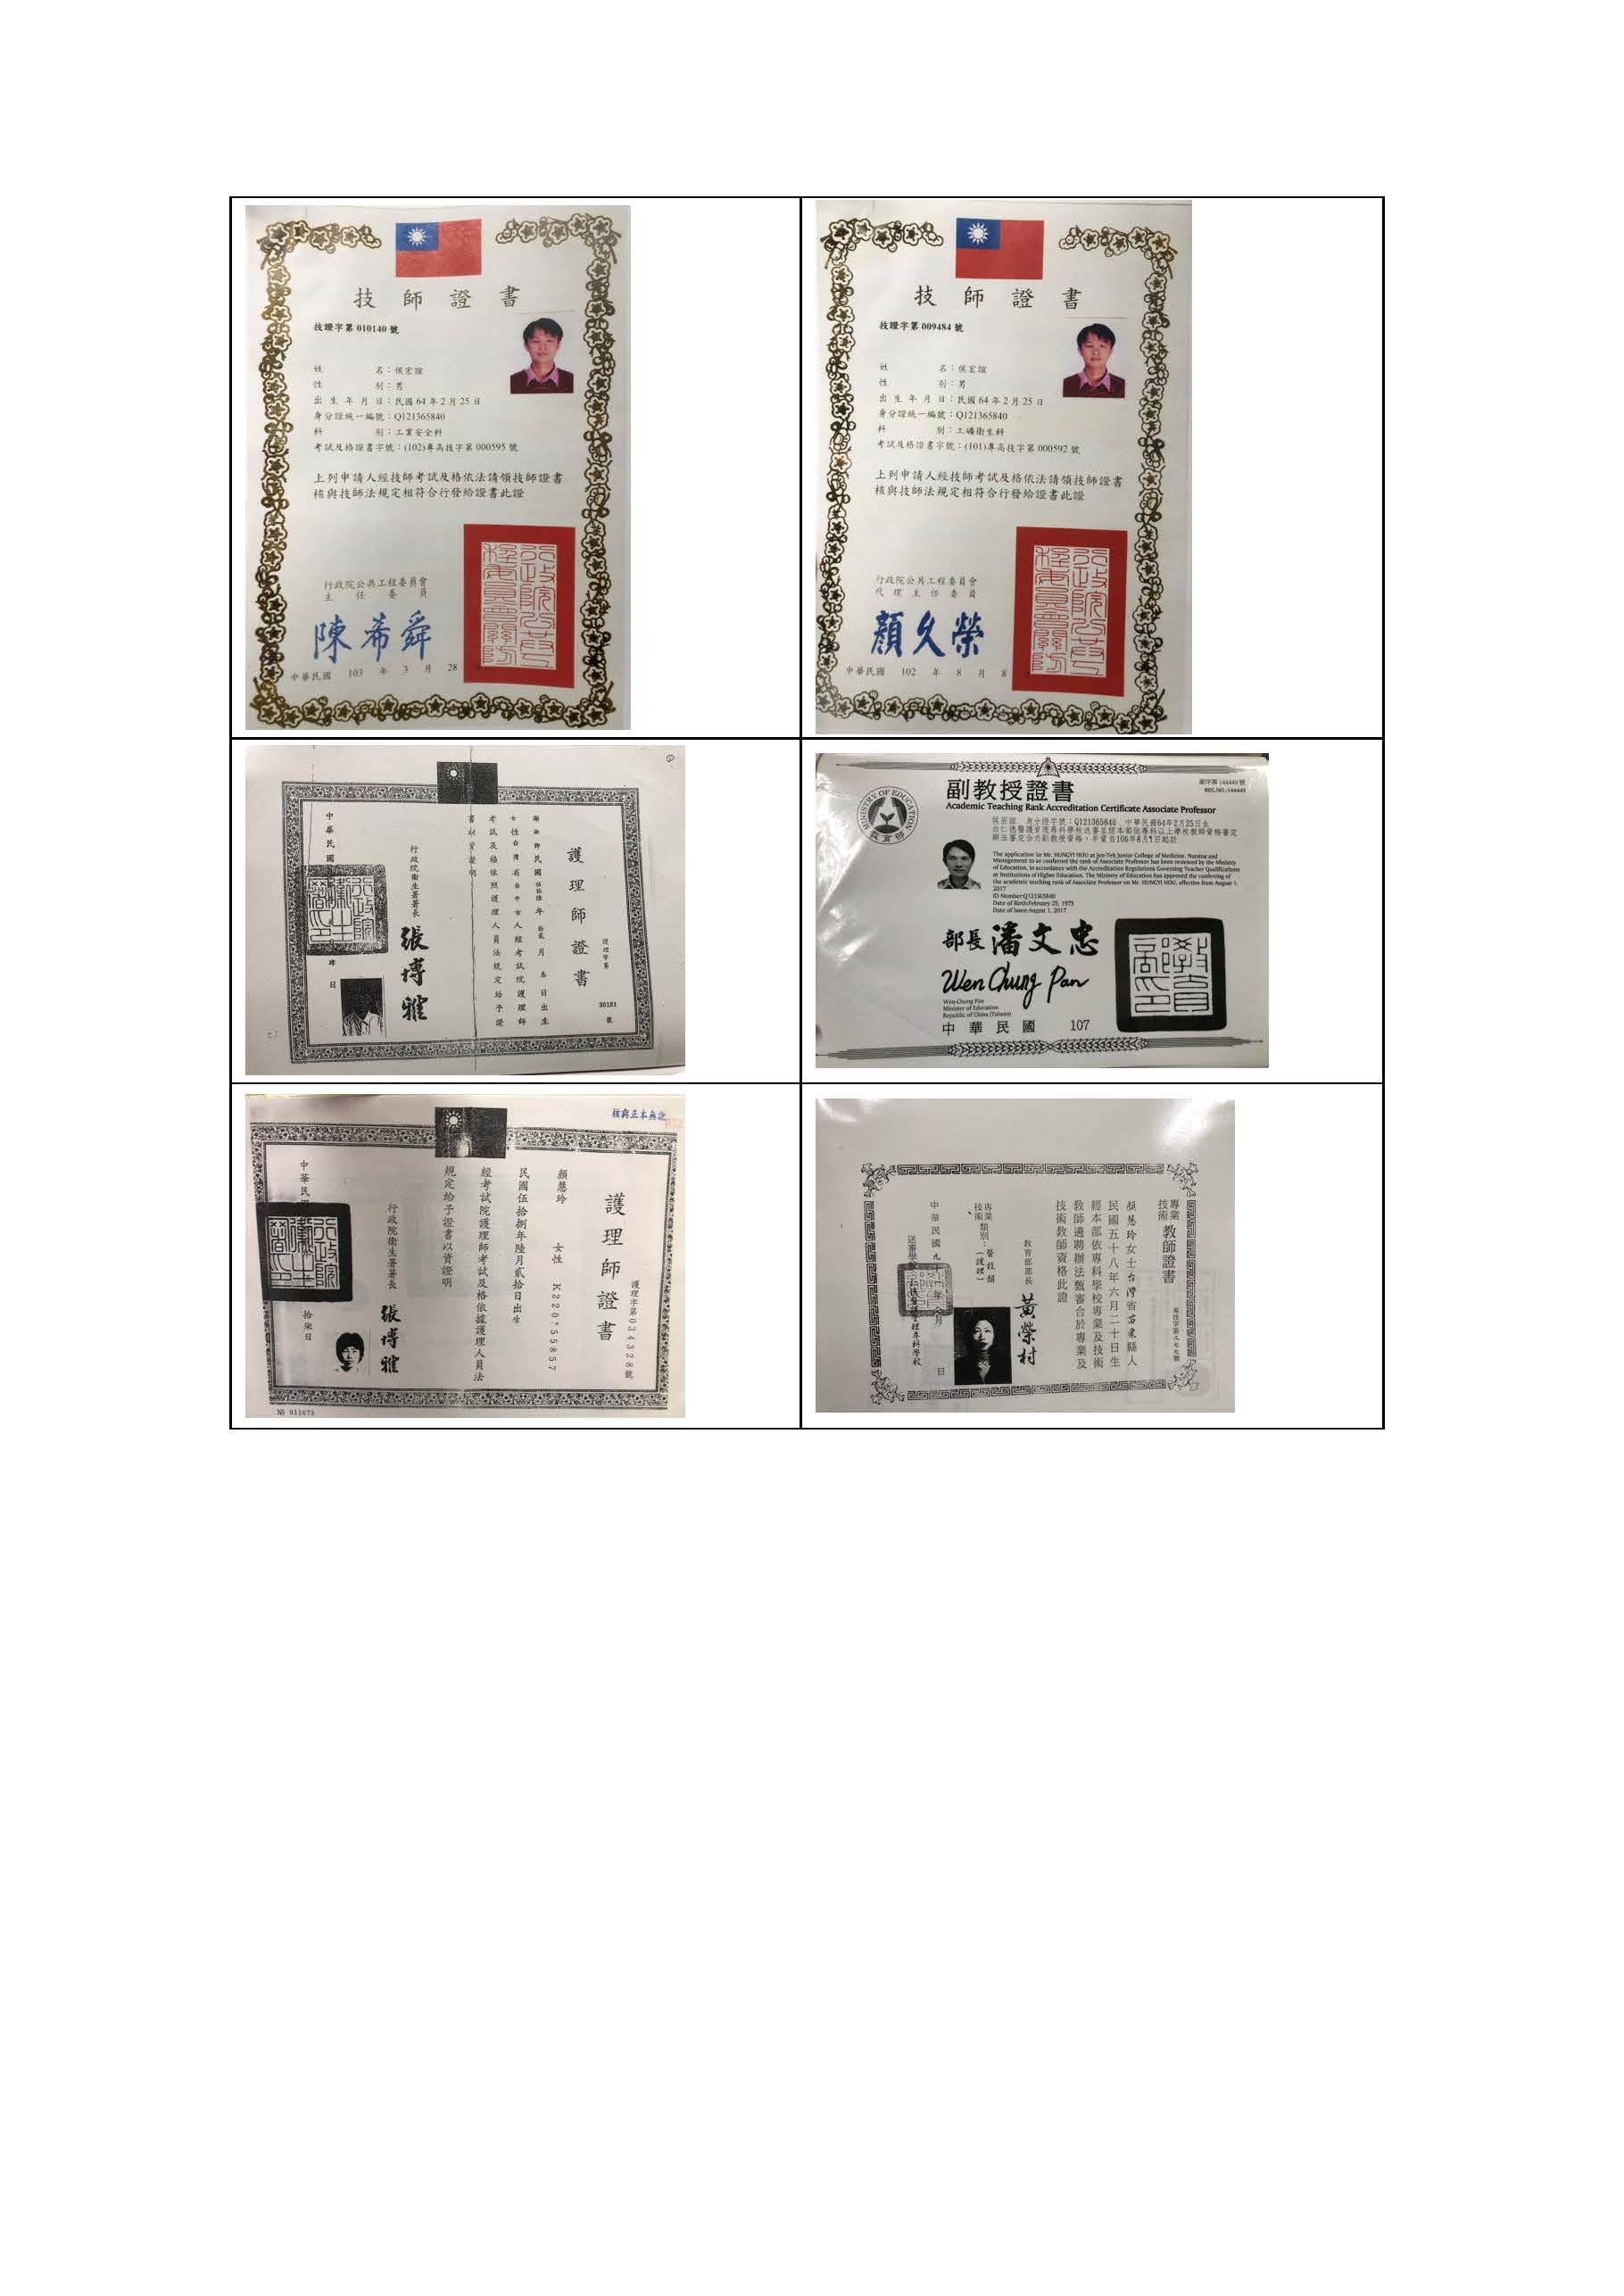 技師證書
技證字第 010140 號
姓名：侯宏誼
性別：男
出生年月日：民國 64 年 2 月 25 日
身分證統一編號：Q121365840
科別：工業安全科
考試及格證書字號：(102)專高技字第 000595 號
上列申請人經技師考試及格依法請領技師證書
核與技師法規定相符合行發給證書此證
行政院公共工程委員會
主任委員
陳希舜
中華民國 103 年 3 月 28
技師證書
技證字第 009484 號
姓名：侯宏誼
性別：男
出生年月日：民國 64 年 2 月 25 日
身分證統一編號：Q121365840
科別：工礦衛生科
考試及格證書字號：(101)專高技字第 000592 號
上列申請人經技師考試及格依法請領技師證書
核與技師法規定相符合行發給證書此證
行政院公共工程委員會
代理主任委員
顏久榮
中華民國 102 年 8 月 8
護理字第 30181 號
護理師證書
民國伍拾陸年拾貳月 日出生
女性台灣省台中市人經考試院護理師
考試及格依照護理人員法規定給予證
書以資證明
行政院衛生署署長 張博雅
中華民國
日
副字第 144449 號
REG.NO.:144449
MINISTRY OF EDUCATION
教育部
副教授證書
Academic Teaching Rank Accreditation Certificate Associate Professor
侯宏誼 身分證字號：Q121365840 中華民國64年2月25日生
由仁德醫護管理專科學校送審並經本部依專科以上學校教師資格審定
辦法審定合於副教授資格，年資自106年8月1日起計
The application for Mr. HUNGYI HOU at Jen-Teh Junior College of Medicine, Nursing and
Management to be conferred the rank of Associate Professor has been reviewed by the Ministry
of Education, in accordance with the Accreditation Regulations Governing Teacher Qualifications
at Institutions of Higher Education. The Ministry of Education has approved the conferring of
the academic teaching rank of Associate Professor on Mr. HUNGYI HOU, effective from August 1,
2017
ID Number:Q121365840
Date of Birth:February 25, 1975
Date of Issue:August 1, 2017
部長 潘文忠
Wen Chung Pan
Wen-Chung Pan
Minister of Education
Republic of China (Taiwan)
中華民國 107
核與正本無訛
護理字第034328號
護理師證書
顏慧玲 女性 K220755857
民國伍拾捌年陸月貳拾日出生
經考試院護理師考試及格依據護理人員法
規定給予證書以資證明
行政院衛生署署長 張博雅
中華民
拾柒日
№ 011673
專業技術 教師證書
顏慧玲女士台灣省苗栗縣人
民國五十八年六月二十日生
經本部依專科學校專業及技術
教師遴聘辦法甄審合於專業及
技術教師資格此證
教育部部長 黃榮村
專業技術 類別：醫技類（護理）
中華民國九十 年 月 日